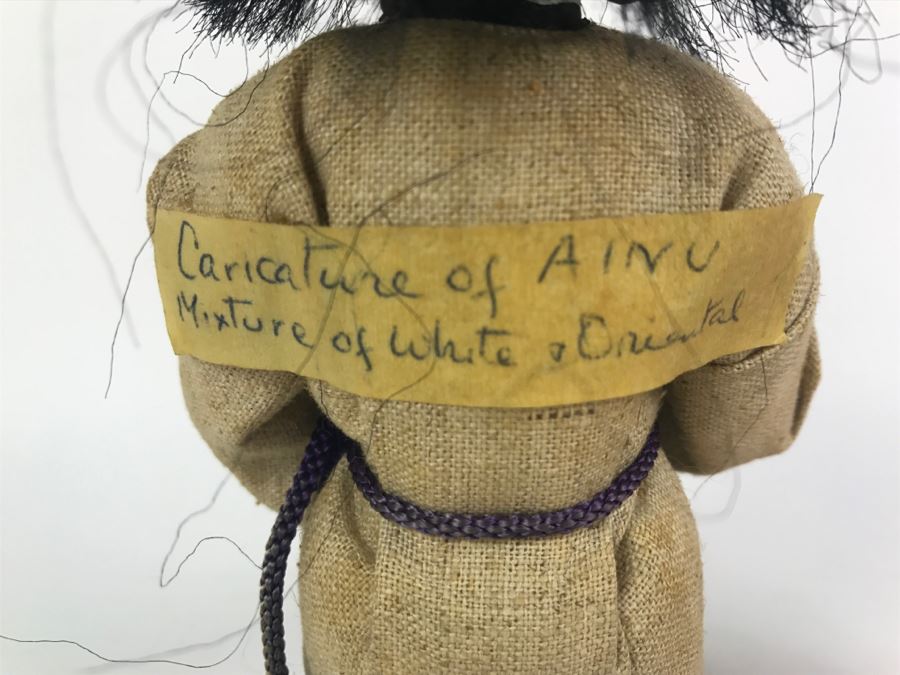 Caricature of AINU
Mixture of White & Oriental